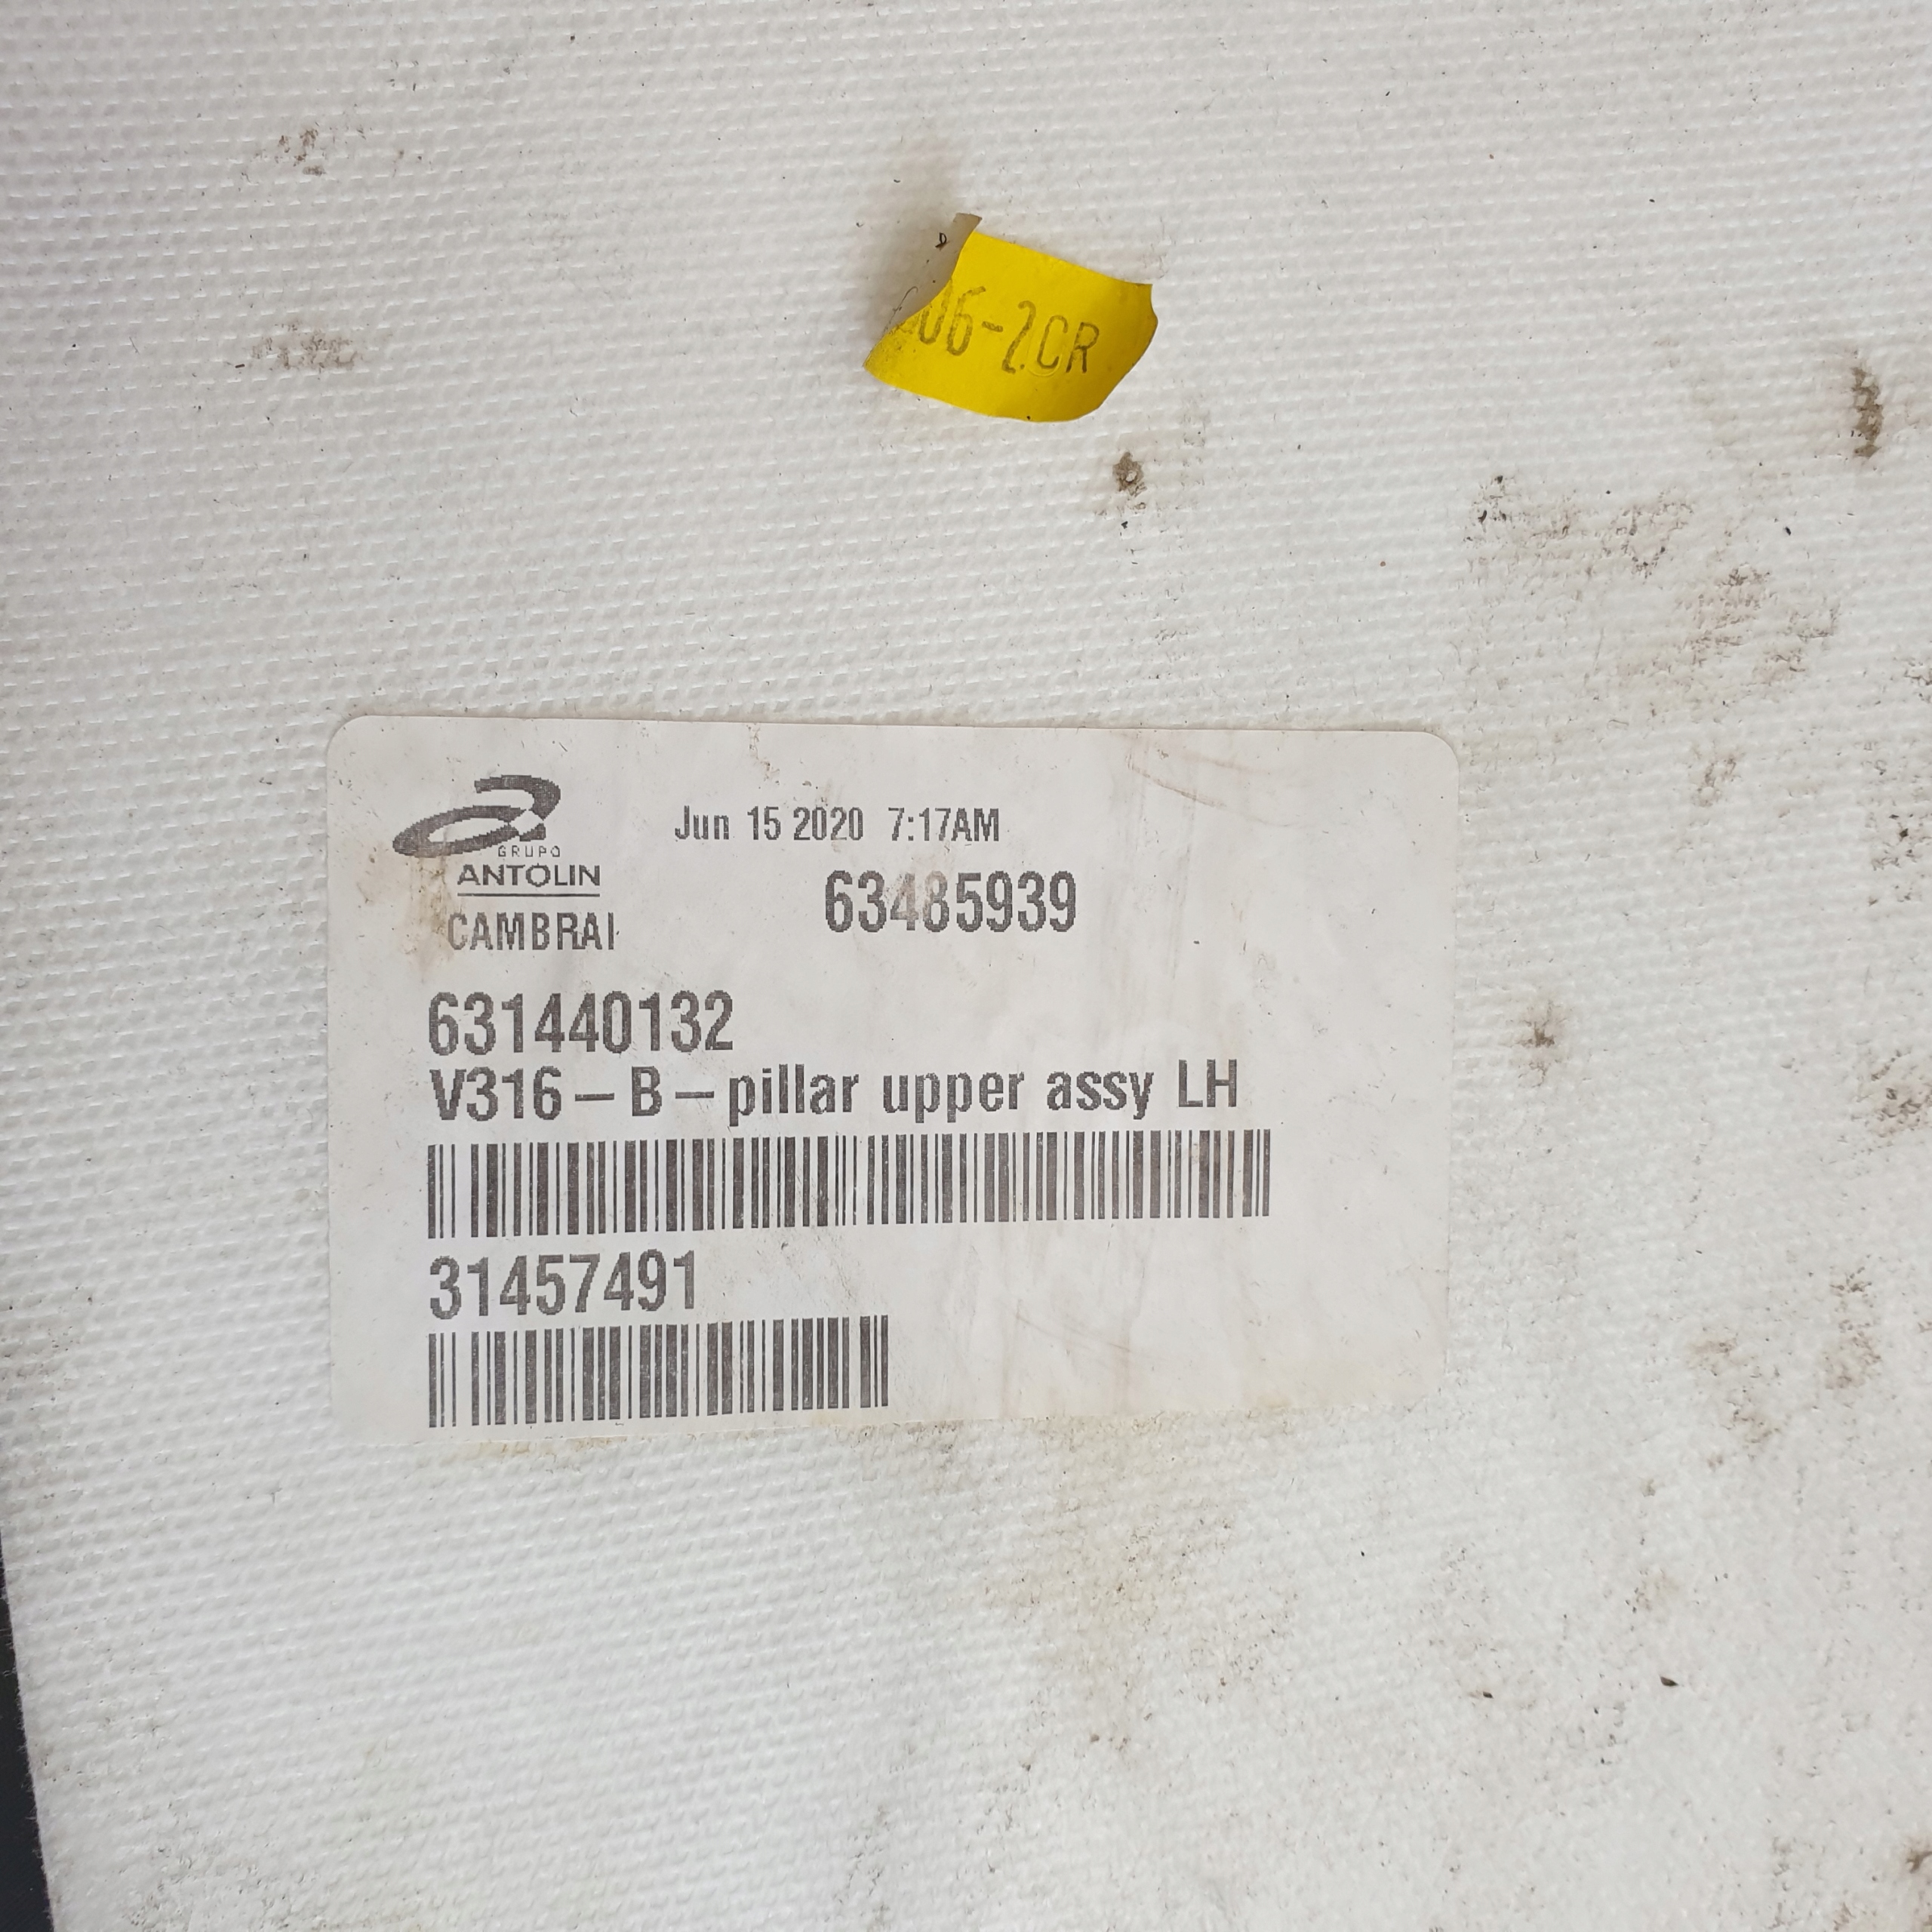 06-2CR
Jun 15 2020 7:17AM
GRUPO
ANTOLIN
63485939
CAMBRAI
631440132
V316-B-pillar upper assy LH
31457491